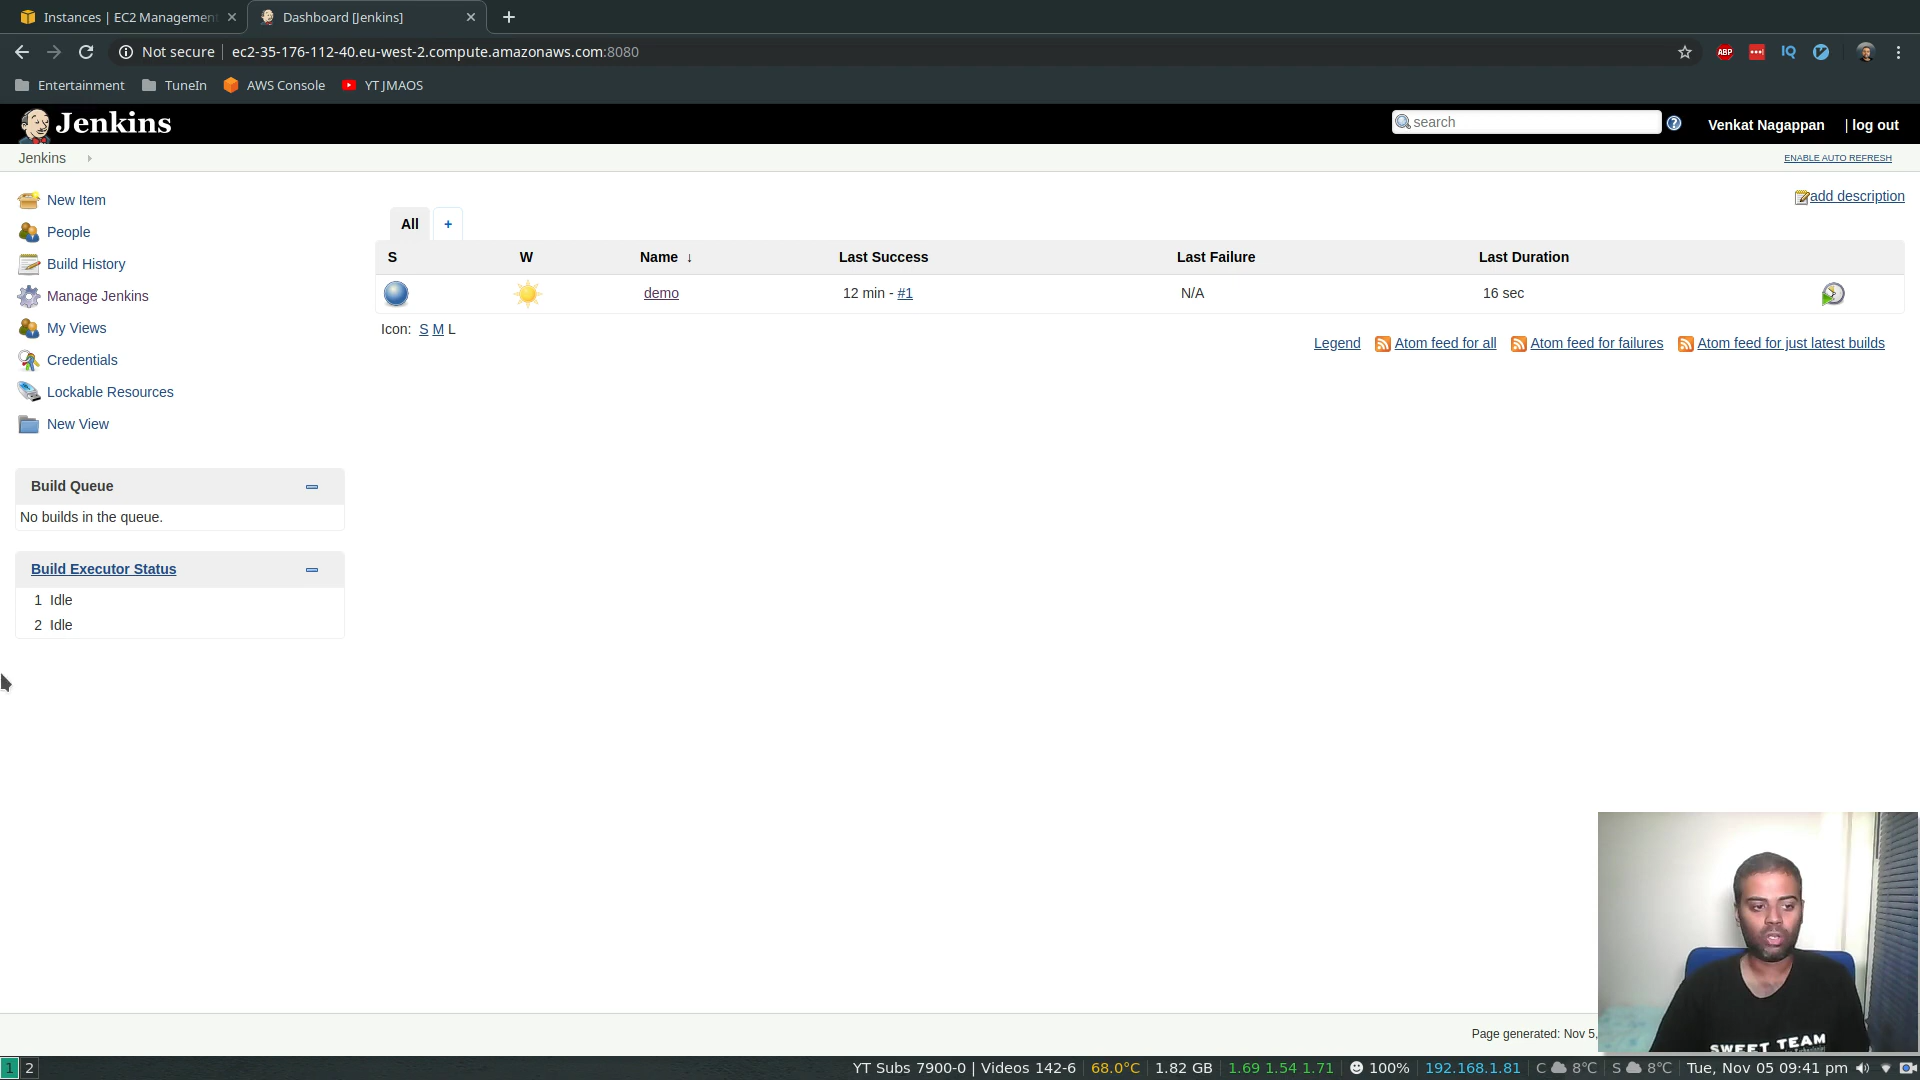 Instances | EC2 Management
Dashboard [Jenkins]
Not secure | ec2-35-176-112-40.eu-west-2.compute.amazonaws.com:8080
ABP
IQ
Entertainment TuneIn AWS Console YT JMAOS
Jenkins
search
Venkat Nagappan | log out
Jenkins
ENABLE AUTO REFRESH
add description
New Item
People
Build History
Manage Jenkins
My Views
Credentials
Lockable Resources
New View
All +
S W Name ↓ Last Success Last Failure Last Duration
demo 12 min - #1 N/A 16 sec
Icon: S M L
Legend Atom feed for all Atom feed for failures Atom feed for just latest builds
Build Queue
No builds in the queue.
Build Executor Status
1 Idle
2 Idle
SWEET TEAM
Page generated: Nov 5,
1 2
YT Subs 7900-0 | Videos 142-6 68.0°C 1.82 GB 1.69 1.54 1.71 100% 192.168.1.81 C 8℃ S 8℃ Tue, Nov 05 09:41 pm